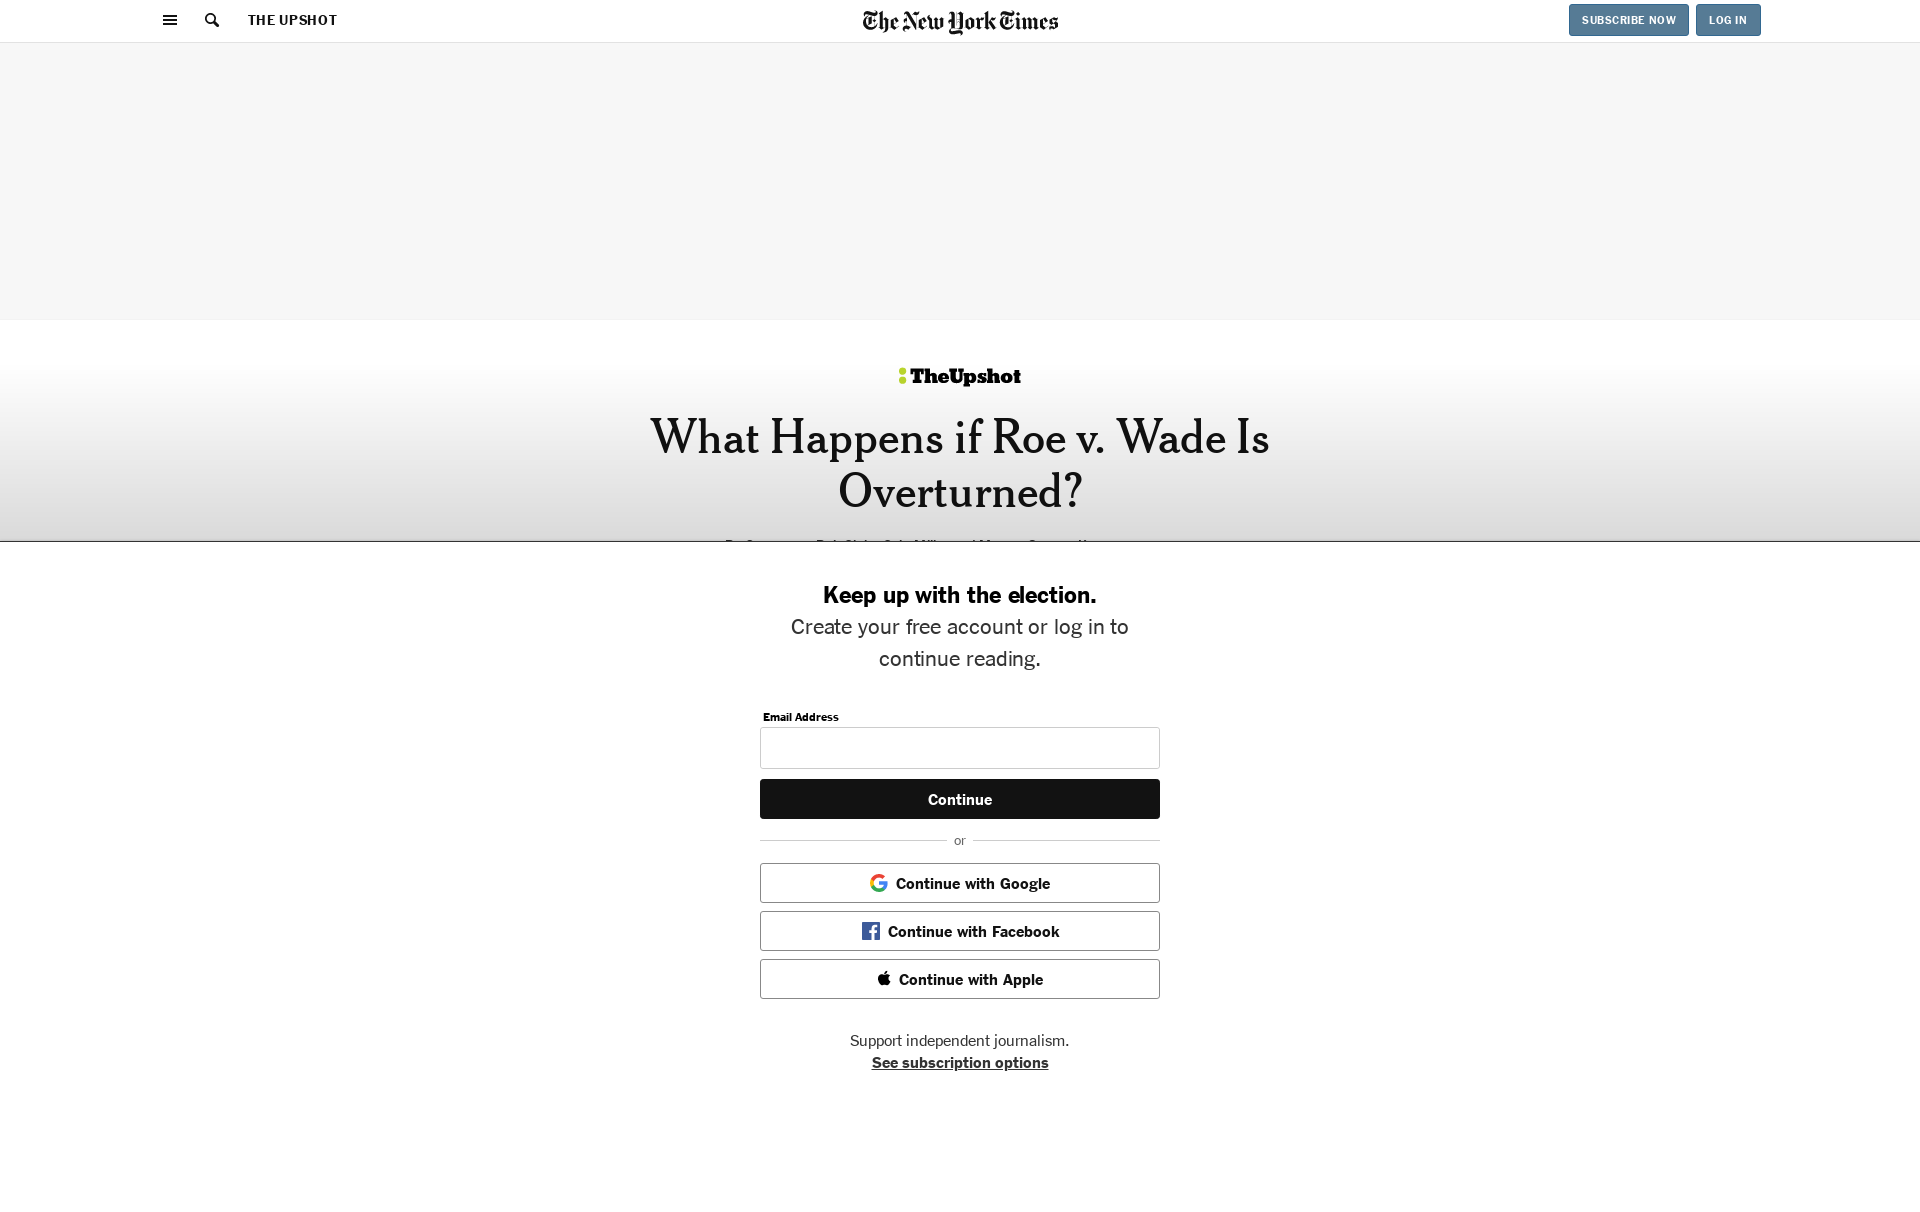 THE UPSHOT
The New York Times
SUBSCRIBE NOW
LOG IN
TheUpshot
What Happens if Roe v. Wade Is
Overturned?
Keep up with the election.
Create your free account or log in to
continue reading.
Email Address
Continue
or
Continue with Google
Continue with Facebook
Continue with Apple
Support independent journalism.
See subscription options